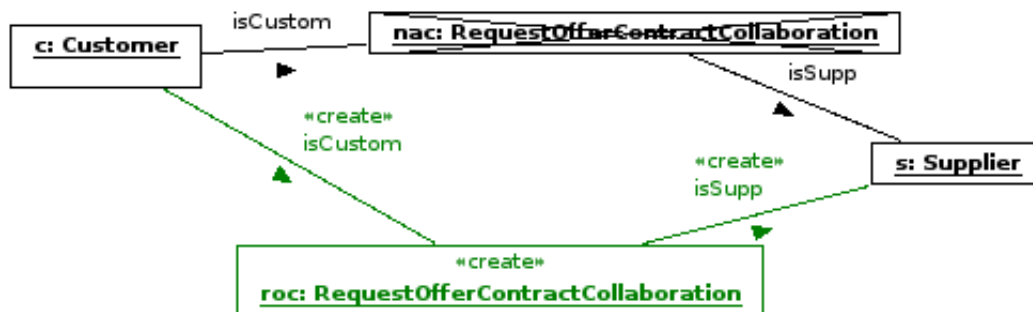 isCustom
c: Customer
nac: RequestOfferContractCollaboration
isSupp
«create»
isCustom
s: Supplier
«create»
isSupp
«create»
roc: RequestOfferContractCollaboration